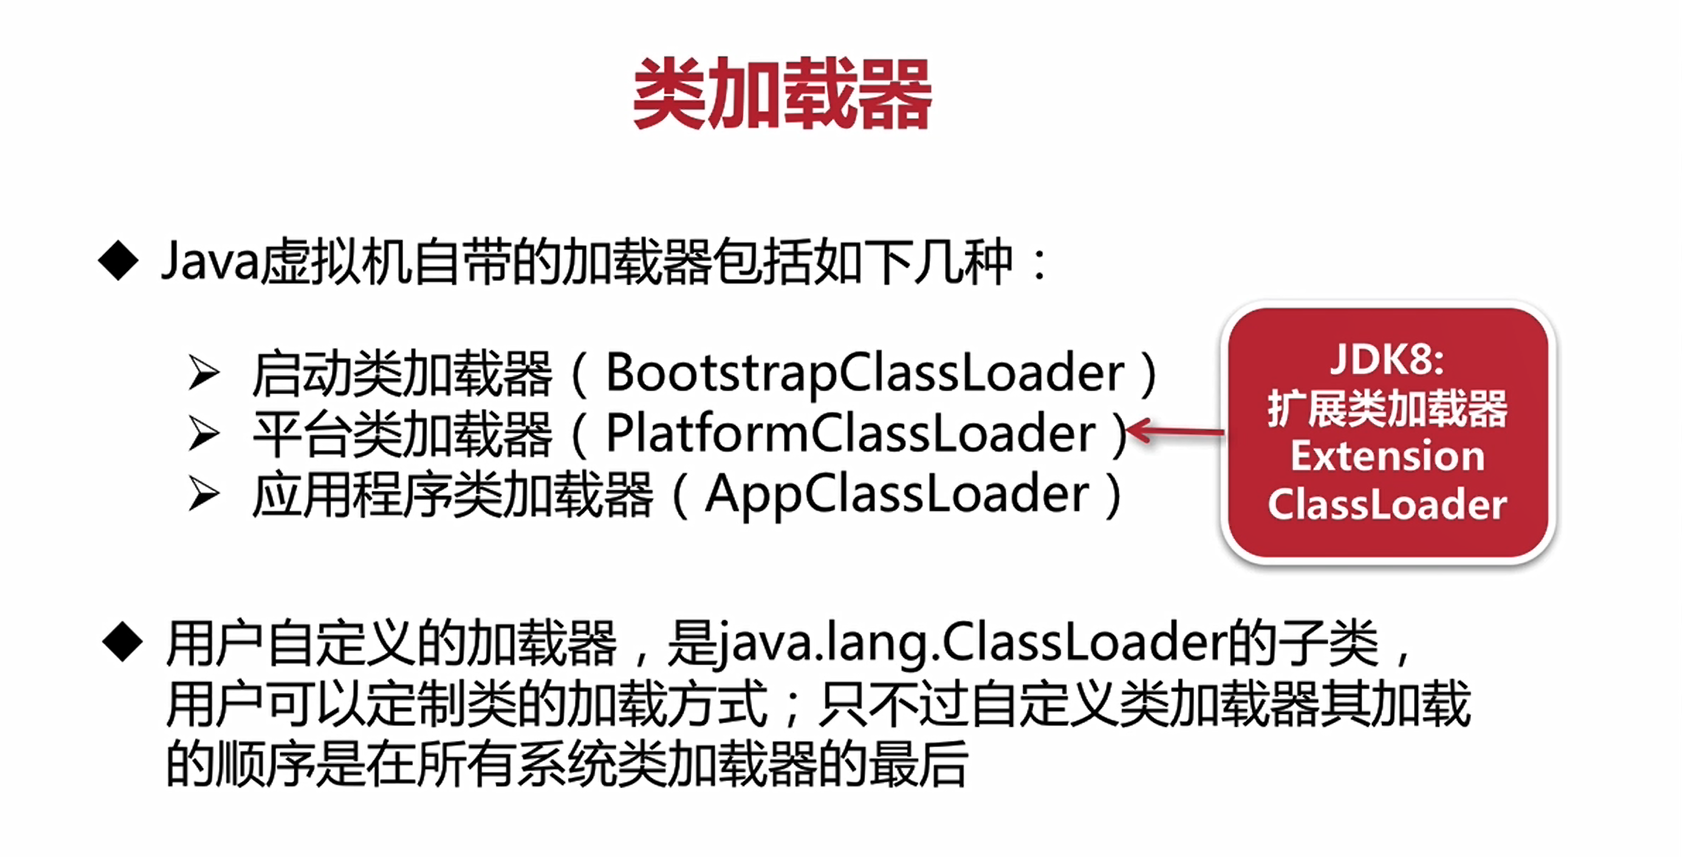 类加载器
Java虚拟机自带的加载器包括如下几种：
启动类加载器（BootstrapClassLoader）
平台类加载器（PlatformClassLoader）
应用程序类加载器（AppClassLoader）
JDK8:
扩展类加载器
Extension
ClassLoader
用户自定义的加载器，是java.lang.ClassLoader的子类，
用户可以定制类的加载方式；只不过自定义类加载器其加载
的顺序是在所有系统类加载器的最后